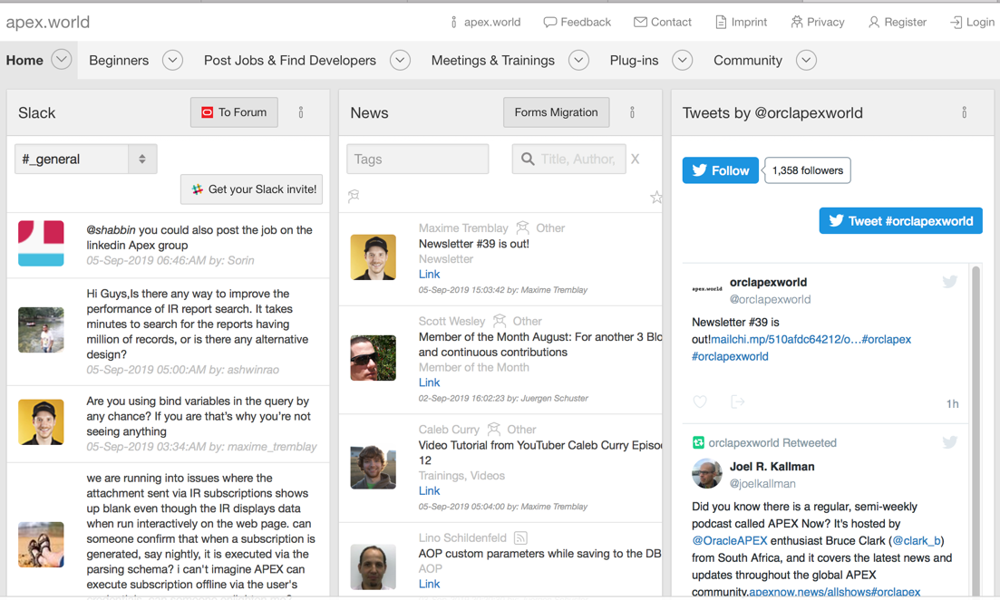 apex.world
apex.world Feedback Contact Imprint Privacy Register Login
Home Beginners Post Jobs & Find Developers Meetings & Trainings Plug-ins Community
Slack
To Forum
#_general
Get your Slack invite!
@shabbin you could also post the job on the
linkedin Apex group
05-Sep-2019 06:46AM by: Sorin
Hi Guys,Is there any way to improve the
performance of IR report search. It takes
minutes to search for the reports having
million of records, or is there any alternative
design?
05-Sep-2019 05:00AM by: ashwinrao
Are you using bind variables in the query by
any chance? If you are that's why you're not
seeing anything
05-Sep-2019 03:34AM by: maxime_tremblay
we are running into issues where the
attachment sent via IR subscriptions shows
up blank even though the IR displays data
when run interactively on the web page. can
someone confirm that when a subscription is
generated, say nightly, it is executed via the
parsing schema? i can't imagine APEX can
execute subscription offline via the user's
News
Forms Migration
Tags
Title, Author,
X
Maxime Tremblay Other
Newsletter #39 is out!
Newsletter
Link
05-Sep-2019 15:03:42 by: Maxime Tremblay
Scott Wesley Other
Member of the Month August: For another 3 Blo
and continuous contributions
Member of the Month
Link
02-Sep-2019 16:02:23 by: Juergen Schuster
Caleb Curry Other
Video Tutorial from YouTuber Caleb Curry Episo
12
Trainings, Videos
Link
05-Sep-2019 05:04:00 by: Maxime Tremblay
Lino Schildenfeld
AOP custom parameters while saving to the DB
AOP
Link
Tweets by @orclapexworld
Follow
1,358 followers
Tweet #orclapexworld
apex.world
orclapexworld
@orclapexworld
Newsletter #39 is
out!mailchi.mp/510afdc64212/o…#orclapex
#orclapexworld
1h
orclapexworld Retweeted
Joel R. Kallman
@joelkallman
Did you know there is a regular, semi-weekly
podcast called APEX Now? It's hosted by
@OracleAPEX enthusiast Bruce Clark (@clark_b)
from South Africa, and it covers the latest news and
updates throughout the global APEX
community.apexnow.news/allshows#orclapex